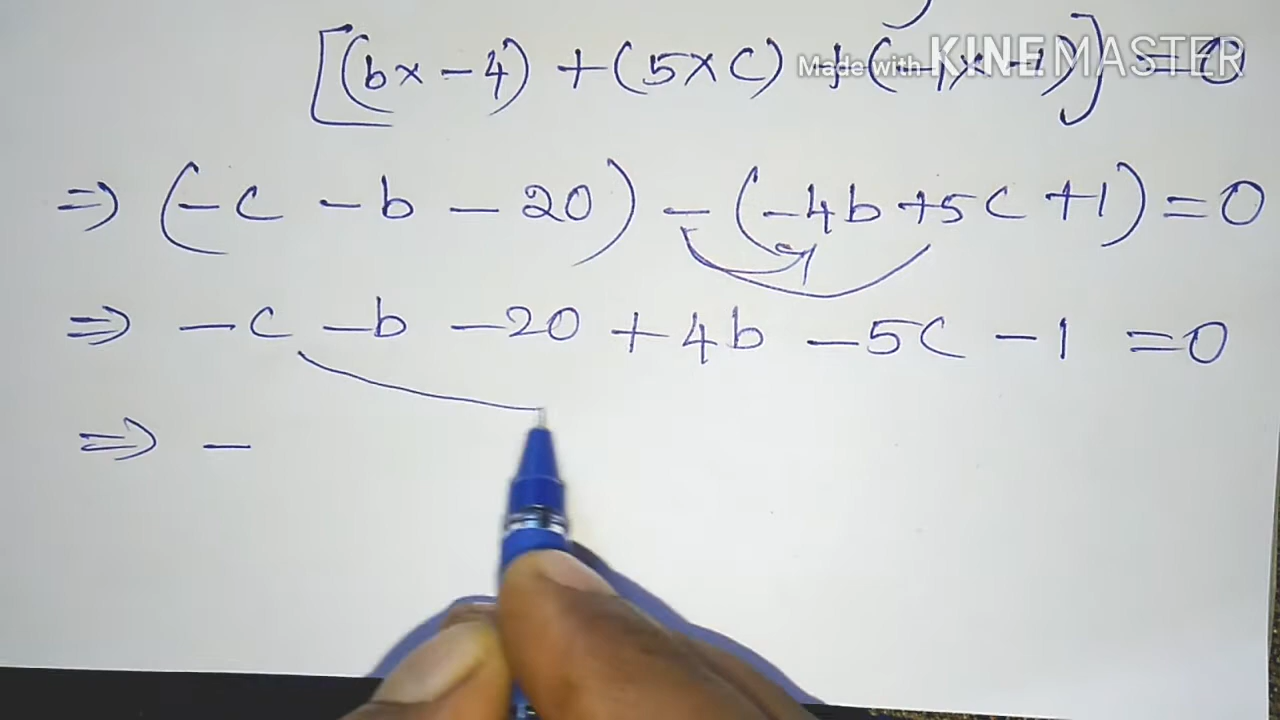 [(b× -4) + (5×C) + (-1× -1)] = 0
Made with KINEMASTER
⇒ (-C - b - 20) - (-4b + 5C + 1) = 0
⇒ -C - b - 20 + 4b - 5C - 1 = 0
⇒ -